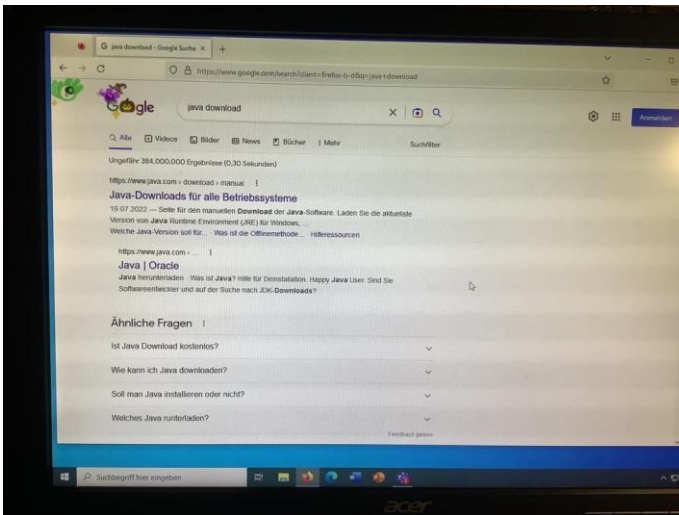 java download - Google Suche
https://www.google.com/search?client=firefox-b-d&q=java+download
Google
java download
Anmelden
Alle Videos Bilder News Bücher Mehr Suchfilter
Ungefähr 384.000.000 Ergebnisse (0,30 Sekunden)
https://www.java.com › download › manual
Java-Downloads für alle Betriebssysteme
19.07.2022 — Seite für den manuellen Download der Java-Software. Laden Sie die aktuellste
Version von Java Runtime Environment (JRE) für Windows, ...
Welche Java-Version soll für... · Was ist die Offlinemethode... · Hilferessourcen
https://www.java.com › ...
Java | Oracle
Java herunterladen · Was ist Java? Hilfe für Deinstallation. Happy Java User. Sind Sie
Softwareentwickler und auf der Suche nach JDK-Downloads?
Ähnliche Fragen
Ist Java Download kostenlos?
Wie kann ich Java downloaden?
Soll man Java installieren oder nicht?
Welches Java runterladen?
Feedback geben
Suchbegriff hier eingeben
acer